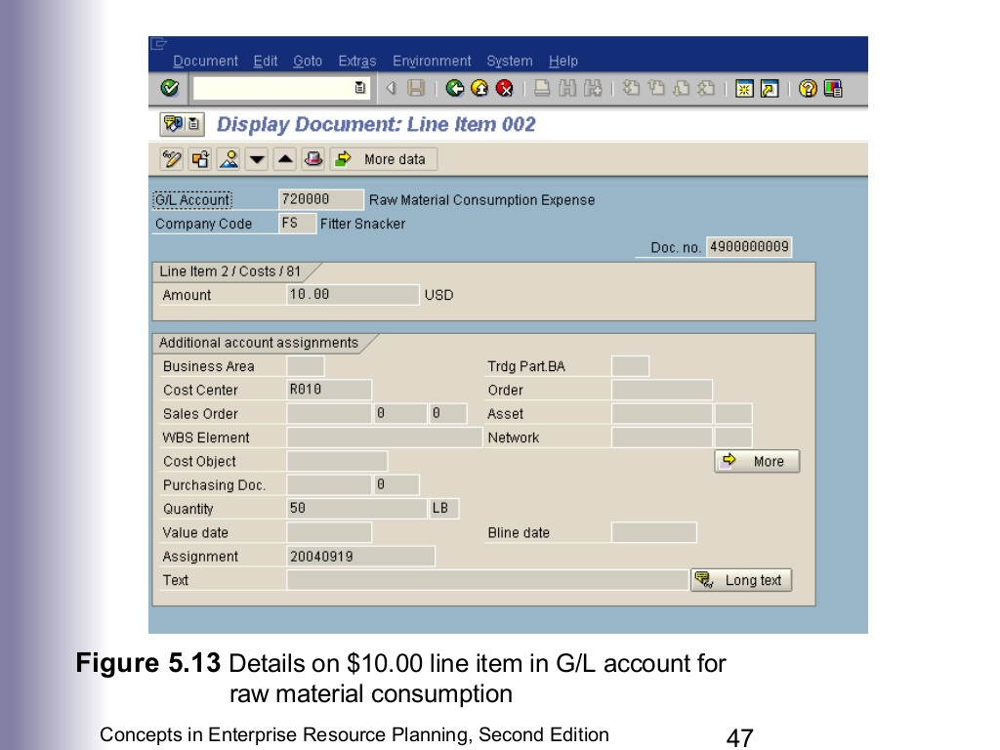 Document Edit Goto Extras Environment System Help
Display Document: Line Item 002
More data
G/L Account 720000 Raw Material Consumption Expense
Company Code FS Fitter Snacker
Doc. no. 4900000009
Line Item 2 / Costs / 81
Amount 10.00 USD
Additional account assignments
Business Area Trdg Part.BA
Cost Center R010 Order
Sales Order 0 0 Asset
WBS Element Network
Cost Object More
Purchasing Doc. 0
Quantity 50 LB
Value date Bline date
Assignment 20040919
Text Long text
Figure 5.13 Details on $10.00 line item in G/L account for
raw material consumption
Concepts in Enterprise Resource Planning, Second Edition 47